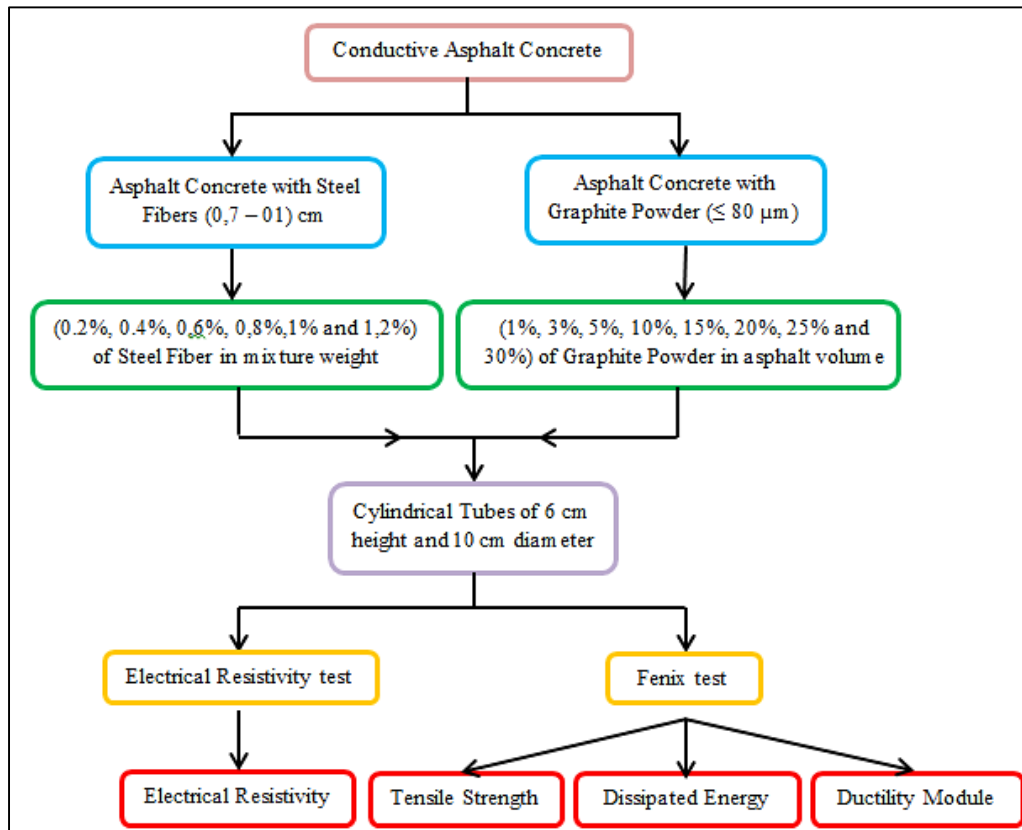 Conductive Asphalt Concrete
Asphalt Concrete with Steel
Fibers (0,7 – 01) cm
Asphalt Concrete with
Graphite Powder (≤ 80 μm)
(0.2%, 0.4%, 0,6%, 0,8%,1% and 1,2%)
of Steel Fiber in mixture weight
(1%, 3%, 5%, 10%, 15%, 20%, 25% and
30%) of Graphite Powder in asphalt volume
Cylindrical Tubes of 6 cm
height and 10 cm diameter
Electrical Resistivity test
Fenix test
Electrical Resistivity
Tensile Strength
Dissipated Energy
Ductility Module